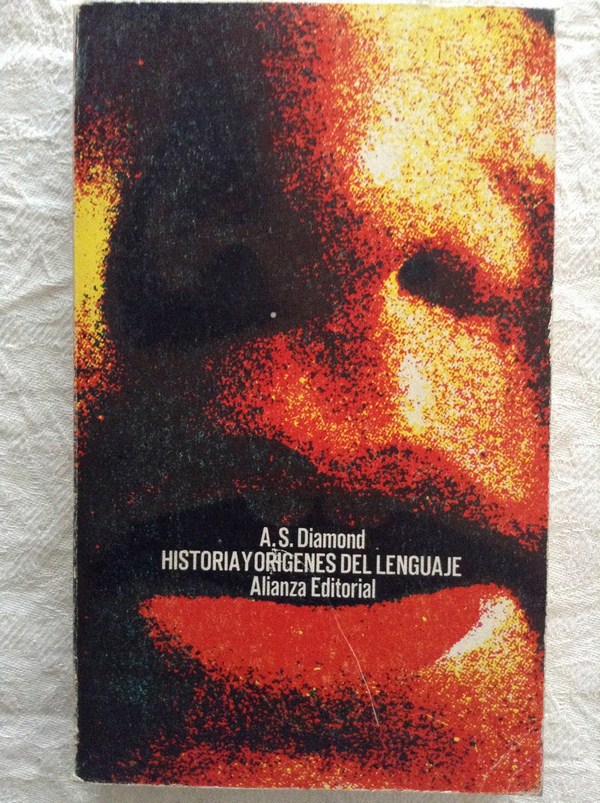 A. S. Diamond
HISTORIA Y ORIGENES DEL LENGUAJE
Alianza Editorial